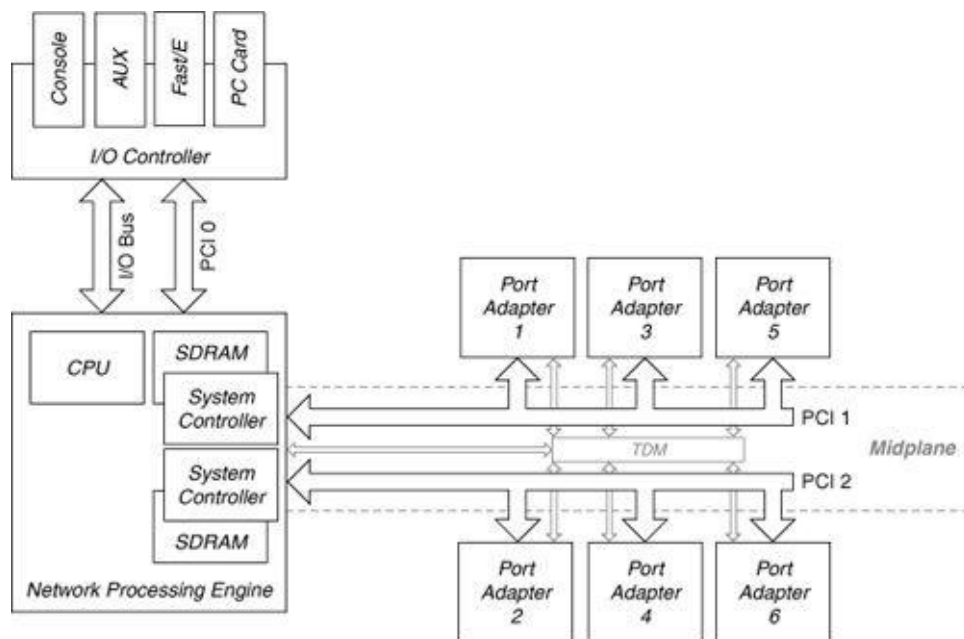 Console
AUX
Fast/E
PC Card
I/O Controller
I/O Bus
PCI 0
CPU
SDRAM
System
Controller
System
Controller
SDRAM
Network Processing Engine
Port
Adapter
1
Port
Adapter
3
Port
Adapter
5
PCI 1
TDM
Midplane
PCI 2
Port
Adapter
2
Port
Adapter
4
Port
Adapter
6